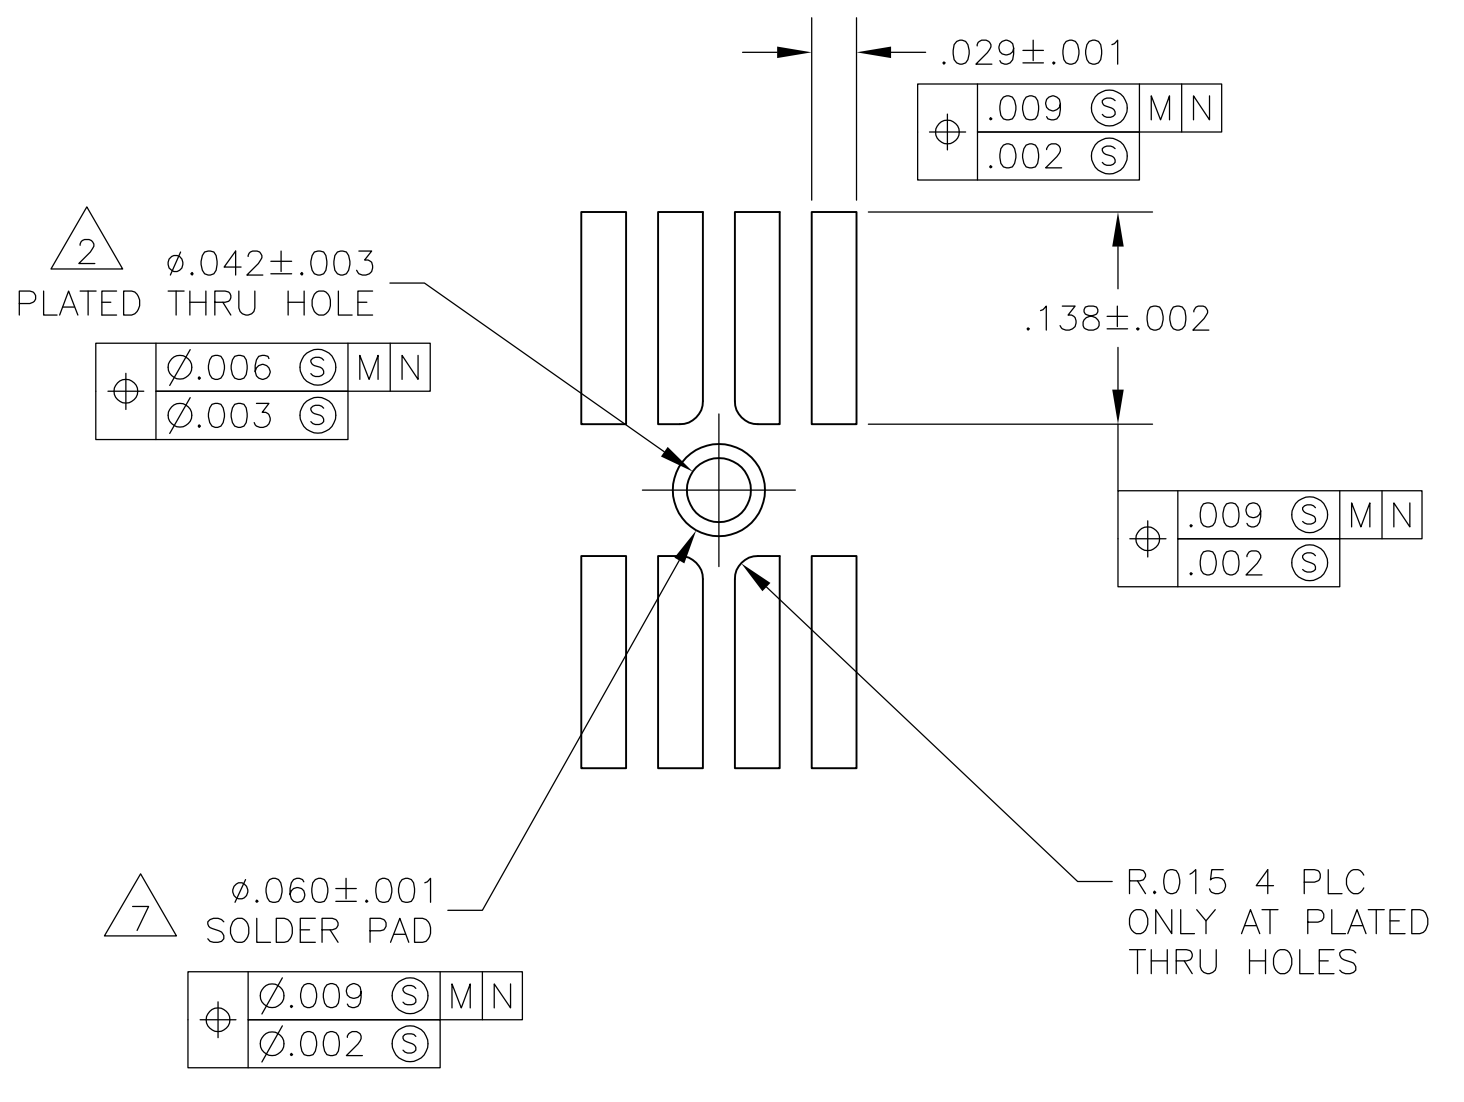 .029±.001
⌖ .009 Ⓢ M N
.002 Ⓢ
2
⌀.042±.003
PLATED THRU HOLE
⌖ ⌀.006 Ⓢ M N
⌀.003 Ⓢ
.138±.002
⌖ .009 Ⓢ M N
.002 Ⓢ
7
⌀.060±.001
SOLDER PAD
⌖ ⌀.009 Ⓢ M N
⌀.002 Ⓢ
R.015 4 PLC
ONLY AT PLATED
THRU HOLES